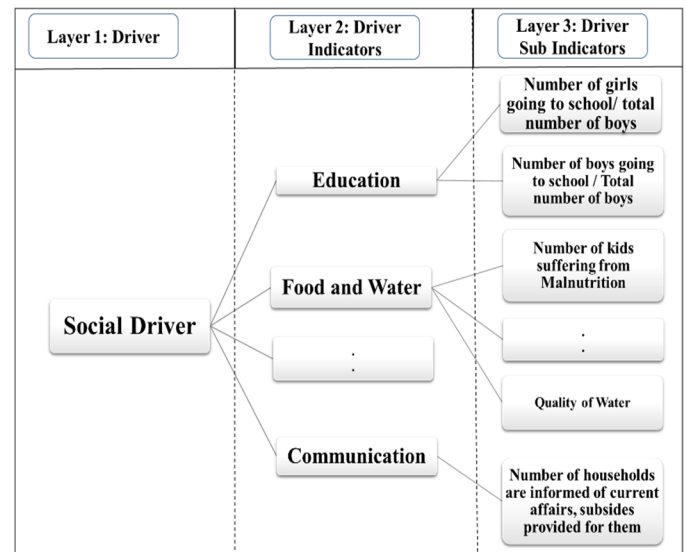 Layer 1: Driver
Layer 2: Driver
Indicators
Layer 3: Driver
Sub Indicators
Social Driver
Education
Food and Water
:
Communication
Number of girls
going to school/ total
number of boys
Number of boys going
to school / Total
number of boys
Number of kids
suffering from
Malnutrition
:
Quality of Water
Number of households
are informed of current
affairs, subsides
provided for them